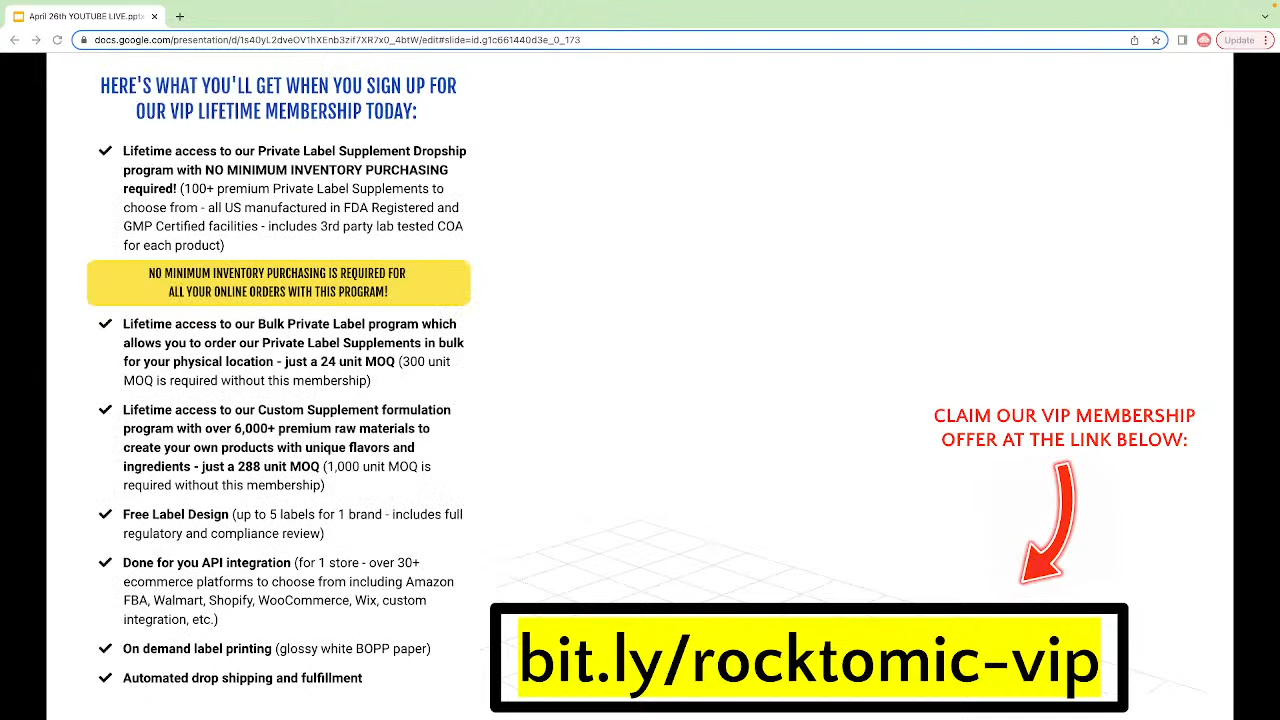 April 26th YOUTUBE LIVE.pptx
docs.google.com/presentation/d/1s40yL2dveOV1hXEnb3zif7XR7x0_4btW/edit#slide=id.g1c661440d3e_0_173
Update
HERE'S WHAT YOU'LL GET WHEN YOU SIGN UP FOR
OUR VIP LIFETIME MEMBERSHIP TODAY:
Lifetime access to our Private Label Supplement Dropship
program with NO MINIMUM INVENTORY PURCHASING
required! (100+ premium Private Label Supplements to
choose from - all US manufactured in FDA Registered and
GMP Certified facilities - includes 3rd party lab tested COA
for each product)
NO MINIMUM INVENTORY PURCHASING IS REQUIRED FOR
ALL YOUR ONLINE ORDERS WITH THIS PROGRAM!
Lifetime access to our Bulk Private Label program which
allows you to order our Private Label Supplements in bulk
for your physical location - just a 24 unit MOQ (300 unit
MOQ is required without this membership)
Lifetime access to our Custom Supplement formulation
program with over 6,000+ premium raw materials to
create your own products with unique flavors and
ingredients - just a 288 unit MOQ (1,000 unit MOQ is
required without this membership)
Free Label Design (up to 5 labels for 1 brand - includes full
regulatory and compliance review)
Done for you API integration (for 1 store - over 30+
ecommerce platforms to choose from including Amazon
FBA, Walmart, Shopify, WooCommerce, Wix, custom
integration, etc.)
On demand label printing (glossy white BOPP paper)
Automated drop shipping and fulfillment
CLAIM OUR VIP MEMBERSHIP
OFFER AT THE LINK BELOW:
bit.ly/rocktomic-vip